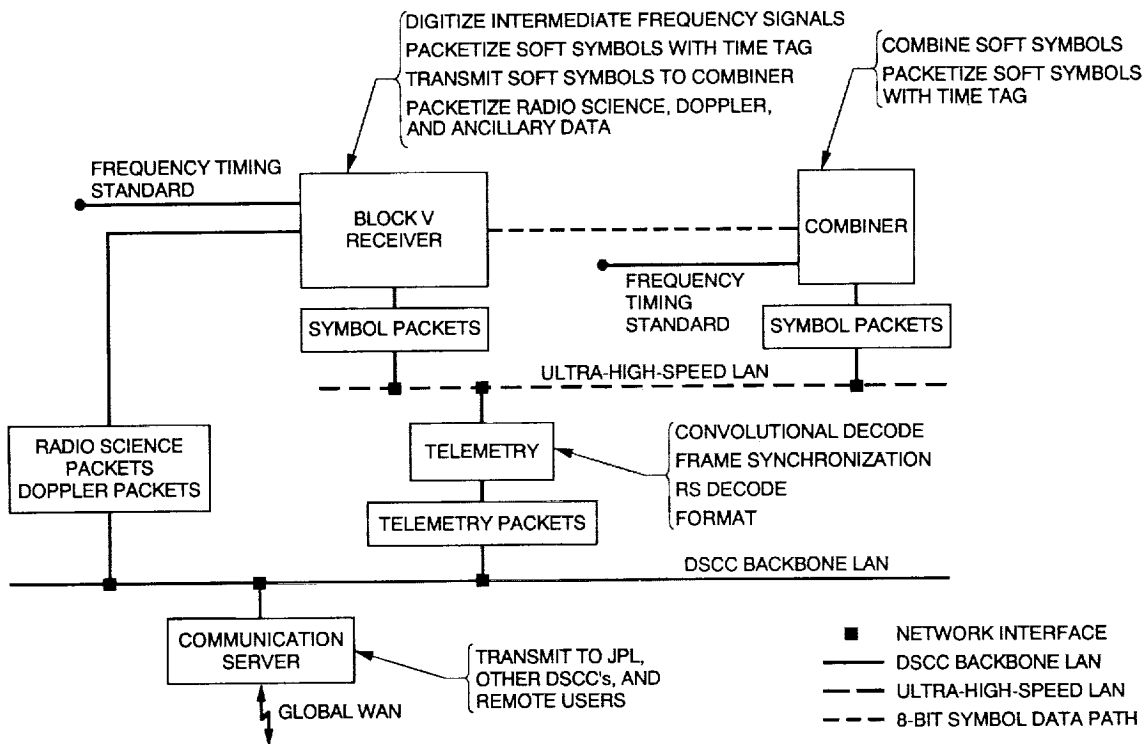 DIGITIZE INTERMEDIATE FREQUENCY SIGNALS
PACKETIZE SOFT SYMBOLS WITH TIME TAG
TRANSMIT SOFT SYMBOLS TO COMBINER
PACKETIZE RADIO SCIENCE, DOPPLER,
AND ANCILLARY DATA
COMBINE SOFT SYMBOLS
PACKETIZE SOFT SYMBOLS
WITH TIME TAG
FREQUENCY TIMING
STANDARD
BLOCK V
RECEIVER
COMBINER
FREQUENCY
TIMING
STANDARD
SYMBOL PACKETS
SYMBOL PACKETS
ULTRA-HIGH-SPEED LAN
RADIO SCIENCE
PACKETS
DOPPLER PACKETS
TELEMETRY
CONVOLUTIONAL DECODE
FRAME SYNCHRONIZATION
RS DECODE
FORMAT
TELEMETRY PACKETS
DSCC BACKBONE LAN
COMMUNICATION
SERVER
TRANSMIT TO JPL,
OTHER DSCC's, AND
REMOTE USERS
GLOBAL WAN
NETWORK INTERFACE
DSCC BACKBONE LAN
ULTRA-HIGH-SPEED LAN
8-BIT SYMBOL DATA PATH